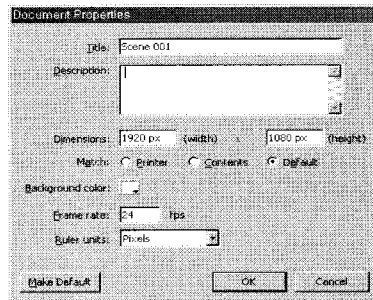 Document Properties
Title: Scene 001
Description:
Dimensions: 1920 px (width) 1080 px (height)
Match: Printer Contents Default
Background color:
Frame rate: 24 fps
Ruler units: Pixels
Make Default OK Cancel